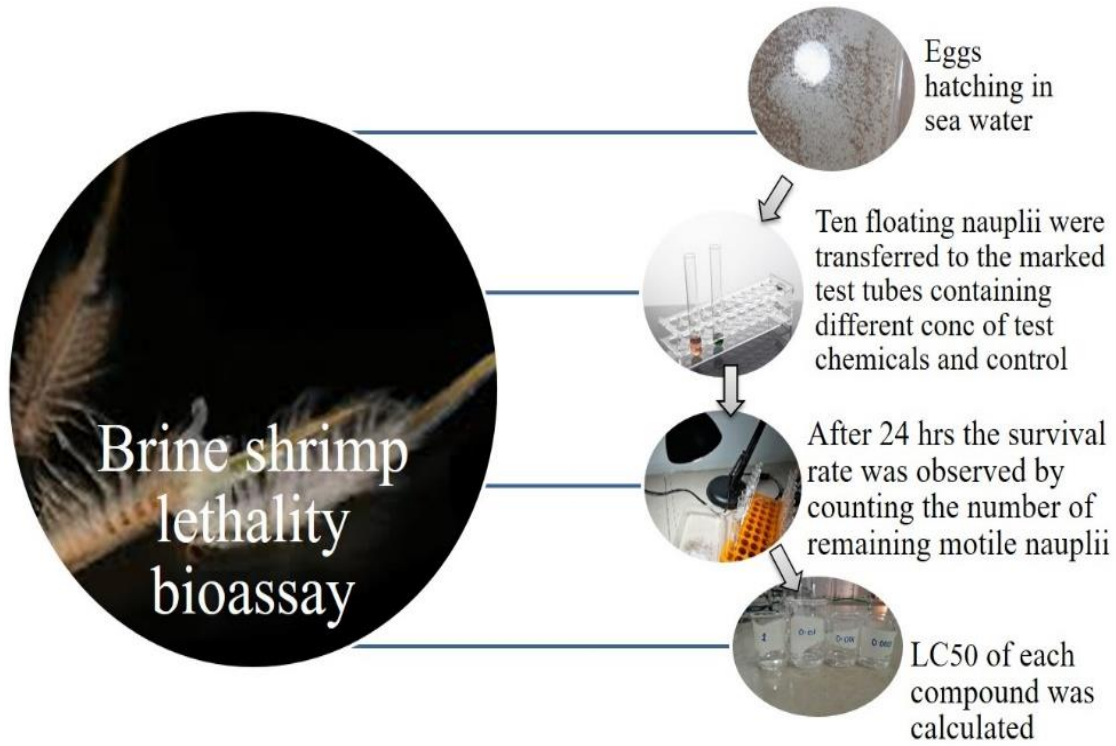 Brine shrimp
lethality
bioassay
Eggs
hatching in
sea water
Ten floating nauplii were
transferred to the marked
test tubes containing
different conc of test
chemicals and control
After 24 hrs the survival
rate was observed by
counting the number of
remaining motile nauplii
1
LC50 of each
compound was
calculated